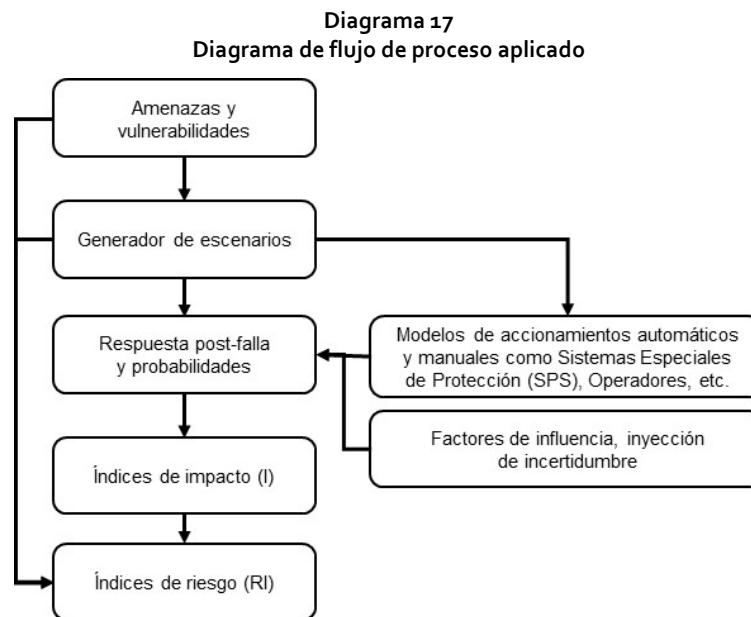 Diagrama 17
Diagrama de flujo de proceso aplicado
Amenazas y
vulnerabilidades
Generador de escenarios
Respuesta post-falla
y probabilidades
Modelos de accionamientos automáticos
y manuales como Sistemas Especiales
de Protección (SPS), Operadores, etc.
Factores de influencia, inyección
de incertidumbre
Índices de impacto (I)
Índices de riesgo (RI)